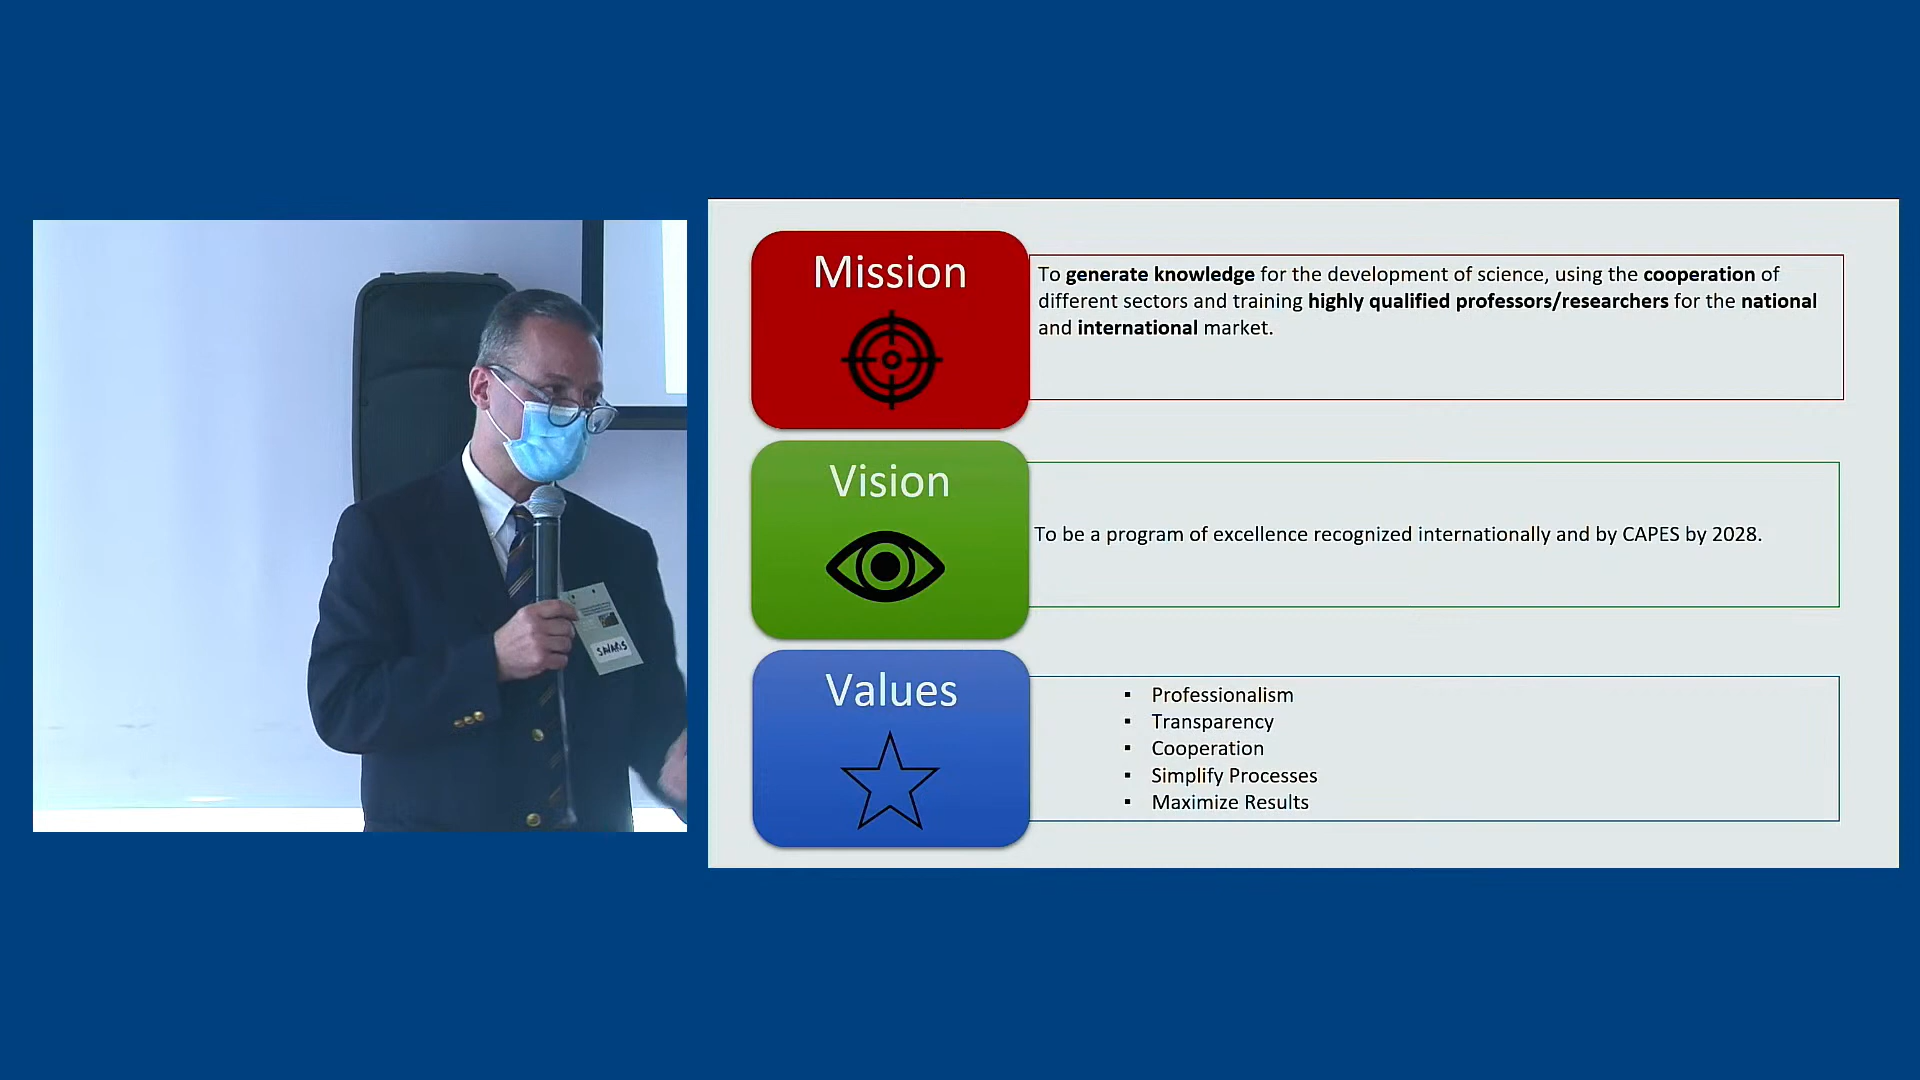 SAVARIS
Mission
To generate knowledge for the development of science, using the cooperation of
different sectors and training highly qualified professors/researchers for the national
and international market.
Vision
To be a program of excellence recognized internationally and by CAPES by 2028.
Values
▪ Professionalism
▪ Transparency
▪ Cooperation
▪ Simplify Processes
▪ Maximize Results